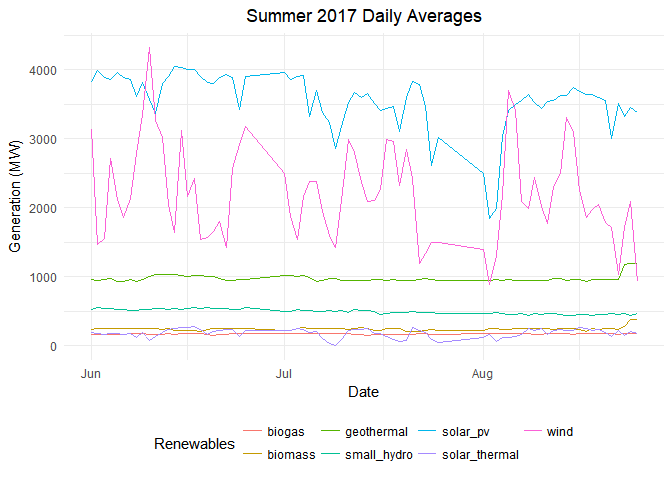 Summer 2017 Daily Averages
4000
3000
2000
1000
0
Generation (MW)
Jun Jul Aug
Date
Renewables
biogas geothermal solar_pv wind
biomass small_hydro solar_thermal